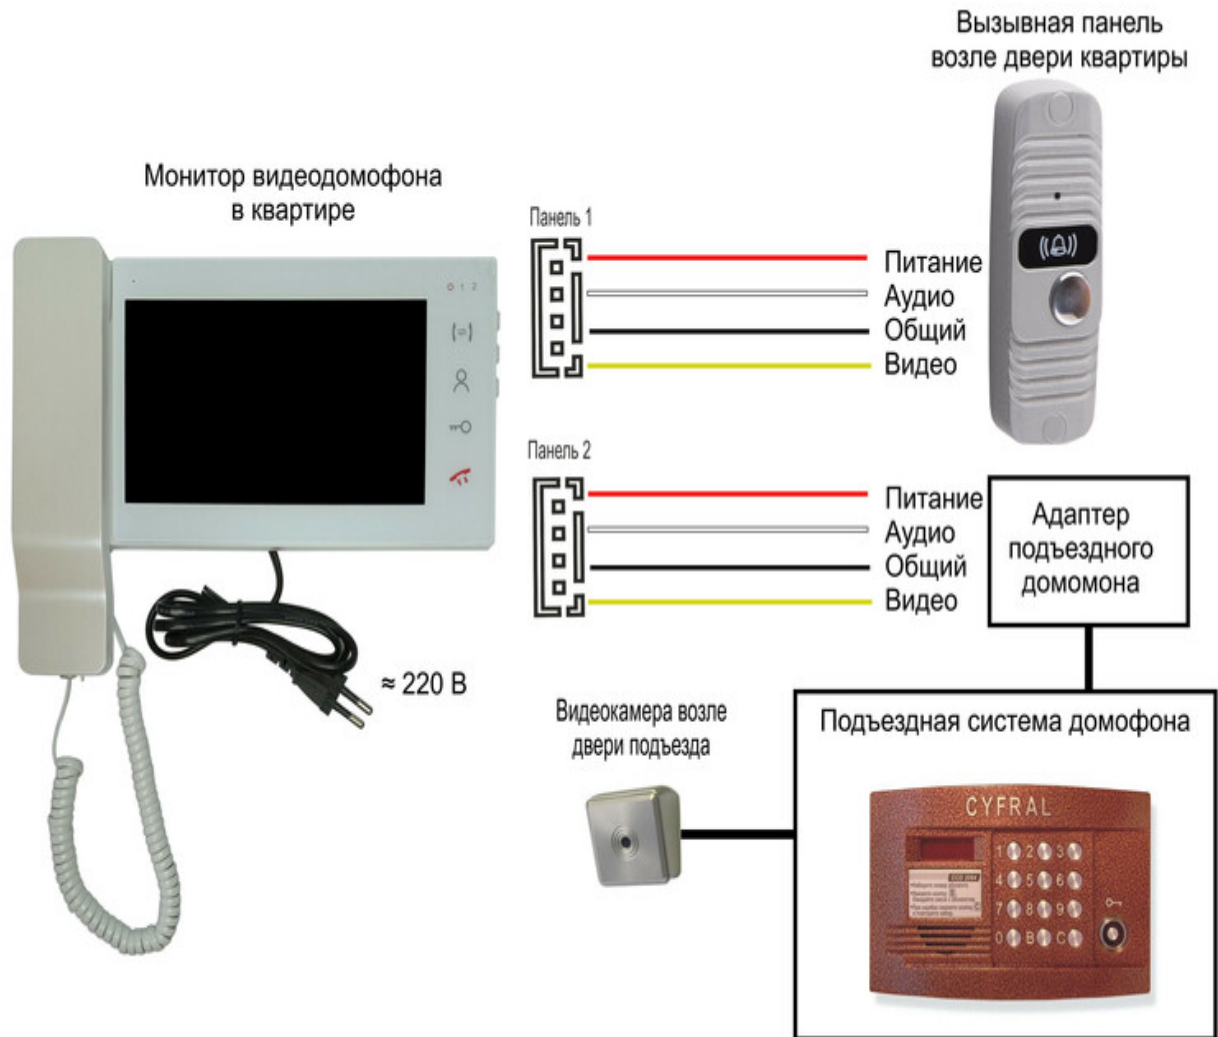 Вызывная панель
возле двери квартиры
Монитор видеодомофона
в квартире
1 2
≈ 220 В
Панель 1
Питание
Аудио
Общий
Видео
Панель 2
Питание
Аудио
Общий
Видео
Адаптер
подъездного
домомона
Видеокамера возле
двери подъезда
Подъездная система домофона
CYFRAL
1 2 3
4 5 6
7 8 9
0 B C